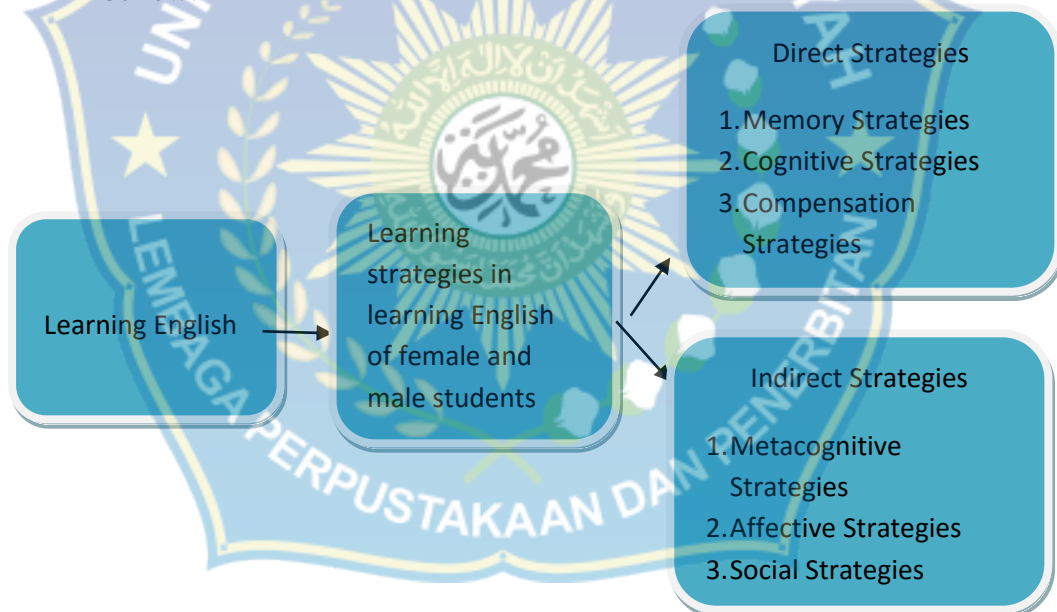 Learning English
Learning
strategies in
learning English
of female and
male students
Direct Strategies
1.Memory Strategies
2.Cognitive Strategies
3.Compensation
Strategies
Indirect Strategies
1.Metacognitive
Strategies
2.Affective Strategies
3.Social Strategies
LEMBAGA PERPUSTAKAAN DAN PENERBITAN